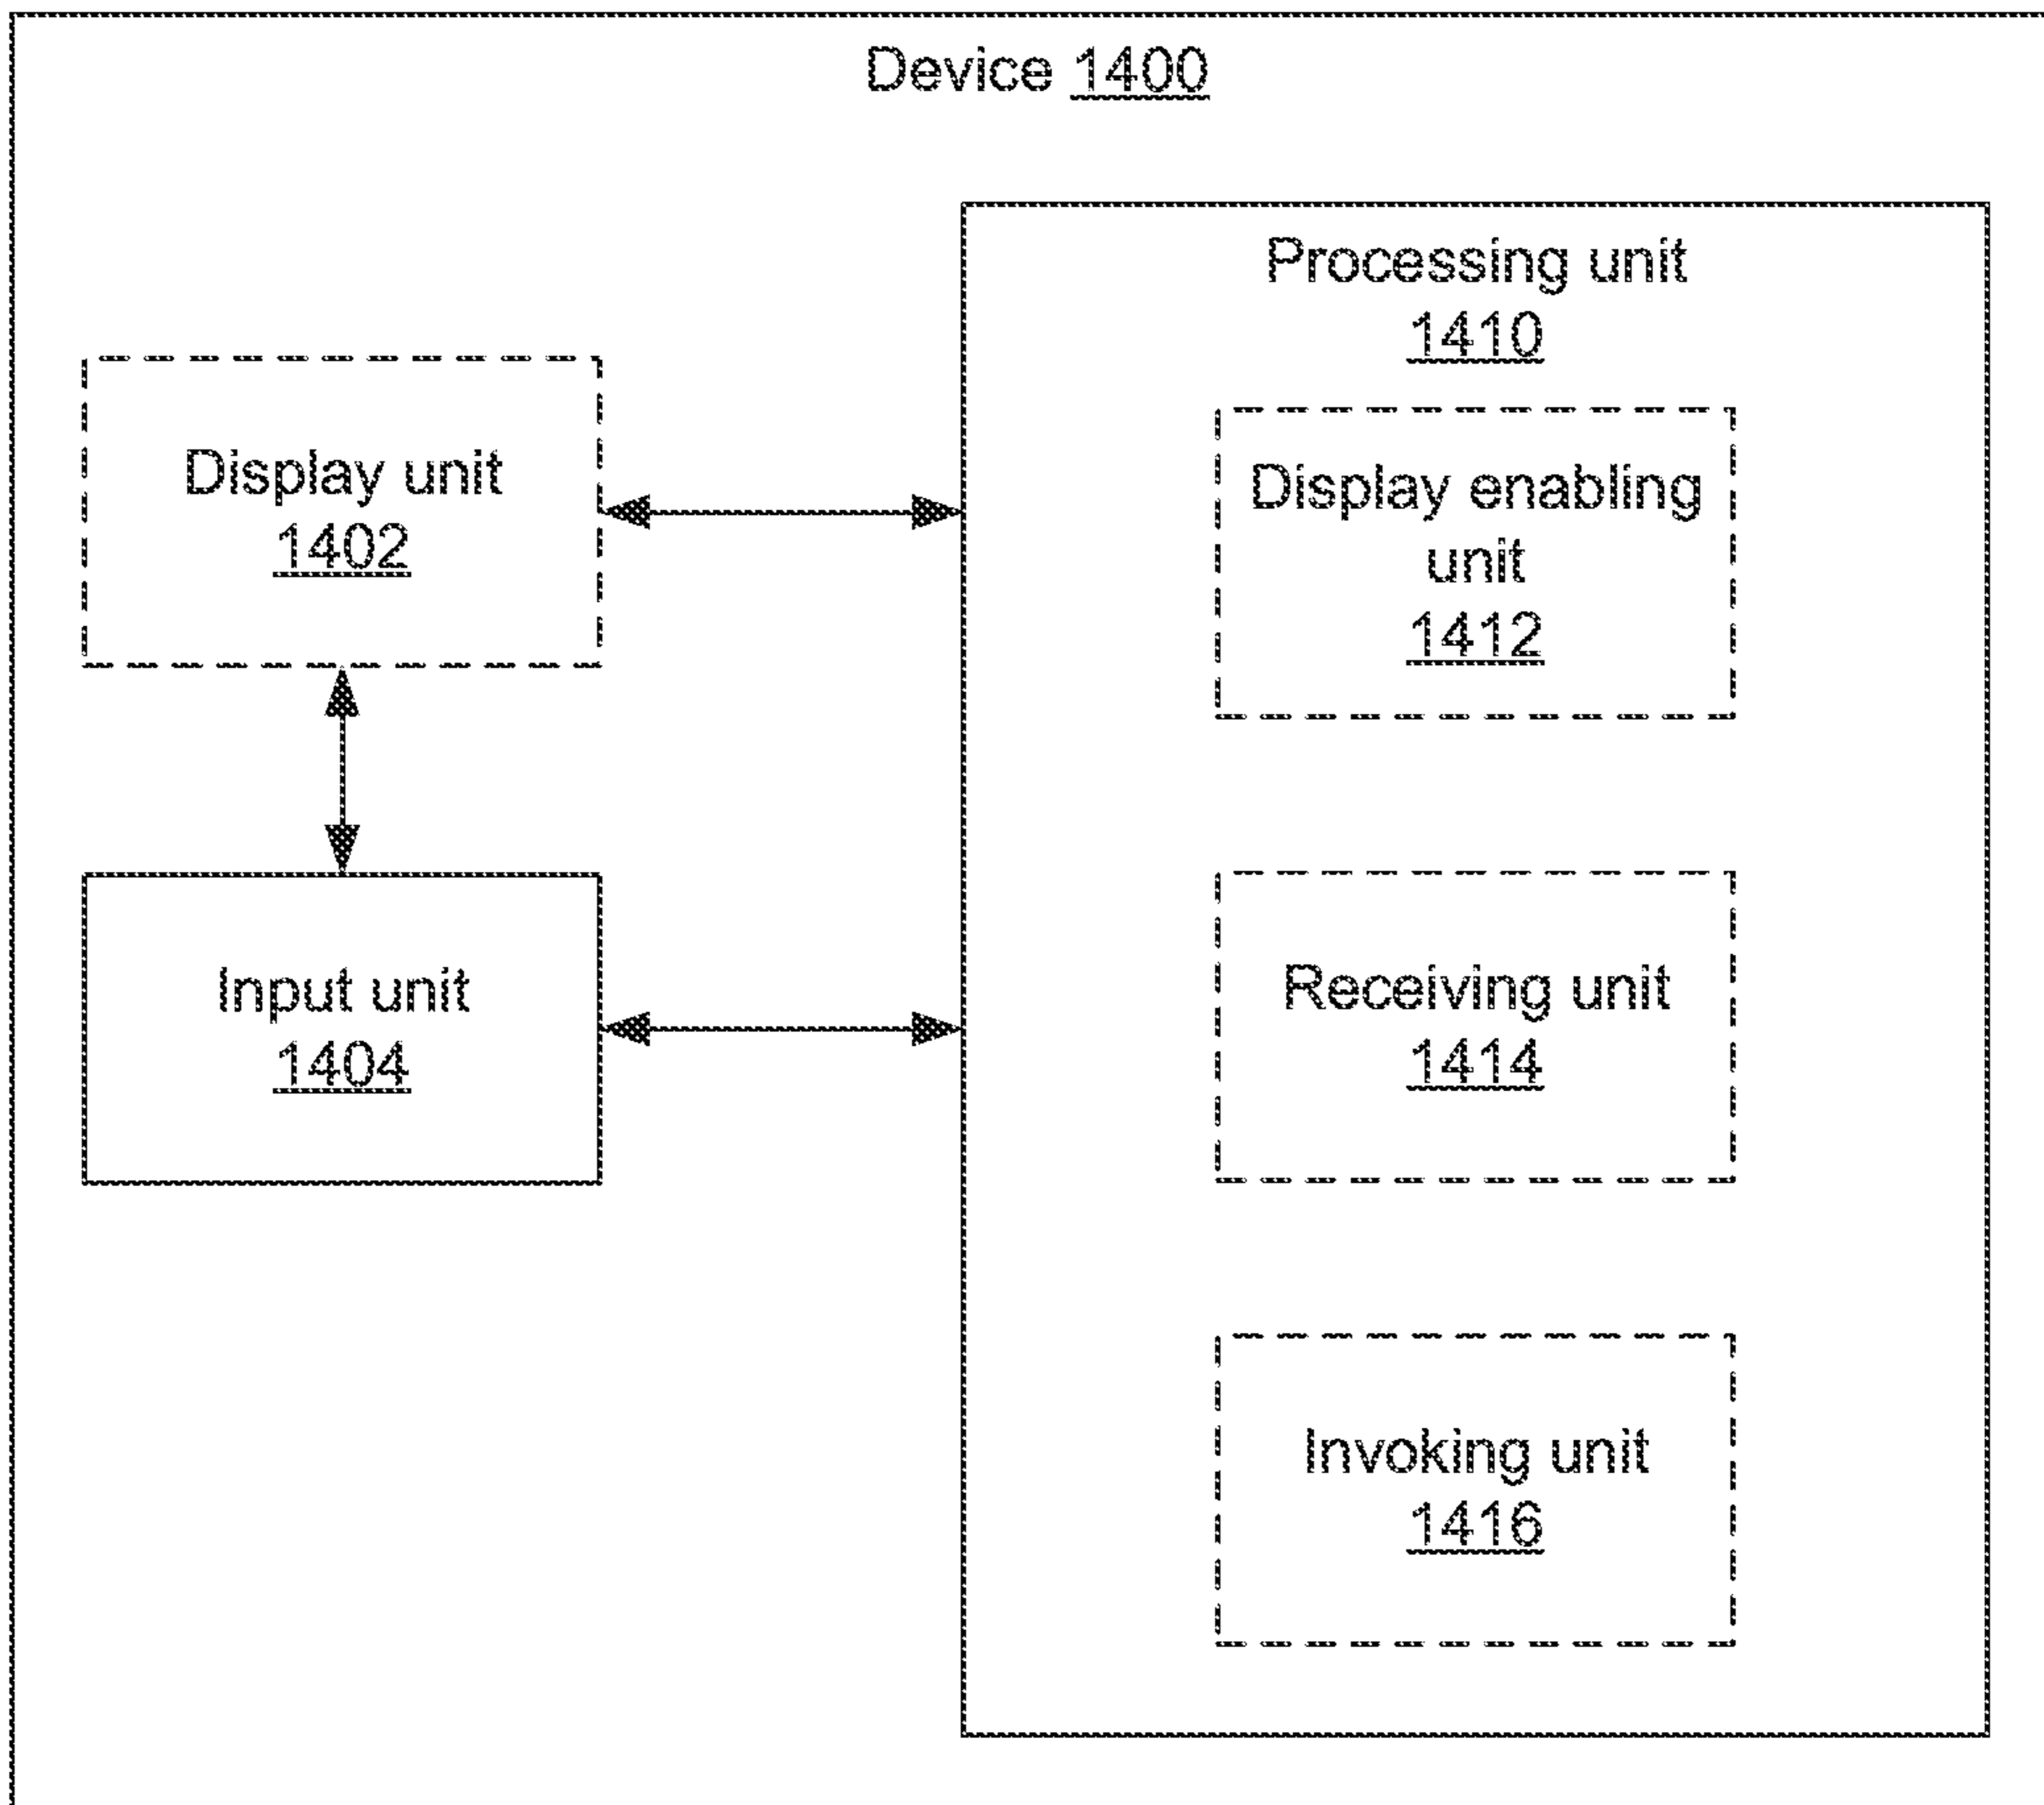 Device 1400
Processing unit
1410
Display unit
1402
Display enabling
unit
1412
Input unit
1404
Receiving unit
1414
Invoking unit
1416